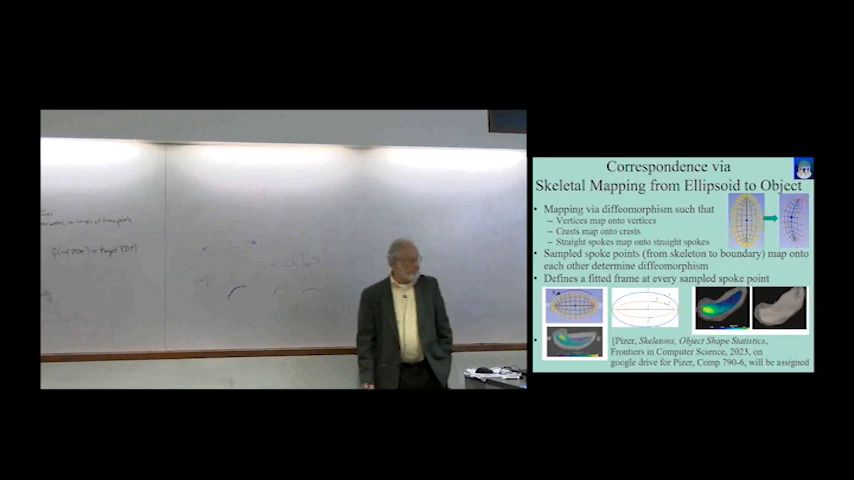 Correspondence via
Skeletal Mapping from Ellipsoid to Object
• Mapping via diffeomorphism such that
– Vertices map onto vertices
– Crests map onto crests
– Straight spokes map onto straight spokes
• Sampled spoke points (from skeleton to boundary) map onto
each other determine diffeomorphism
• Defines a fitted frame at every sampled spoke point
• [Pizer, Skeletons, Object Shape Statistics,
Frontiers in Computer Science, 2023, on
google drive for Pizer, Comp 790-6, will be assigned